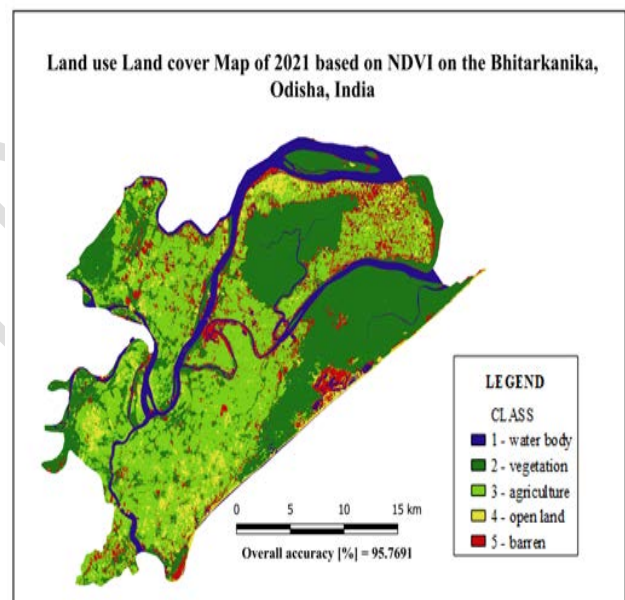 Land use Land cover Map of 2021 based on NDVI on the Bhitarkanika,
Odisha, India
LEGEND
CLASS
1 - water body
2 - vegetation
3 - agriculture
4 - open land
5 - barren
0 5 10 15 km
Overall accuracy [%] = 95.7691